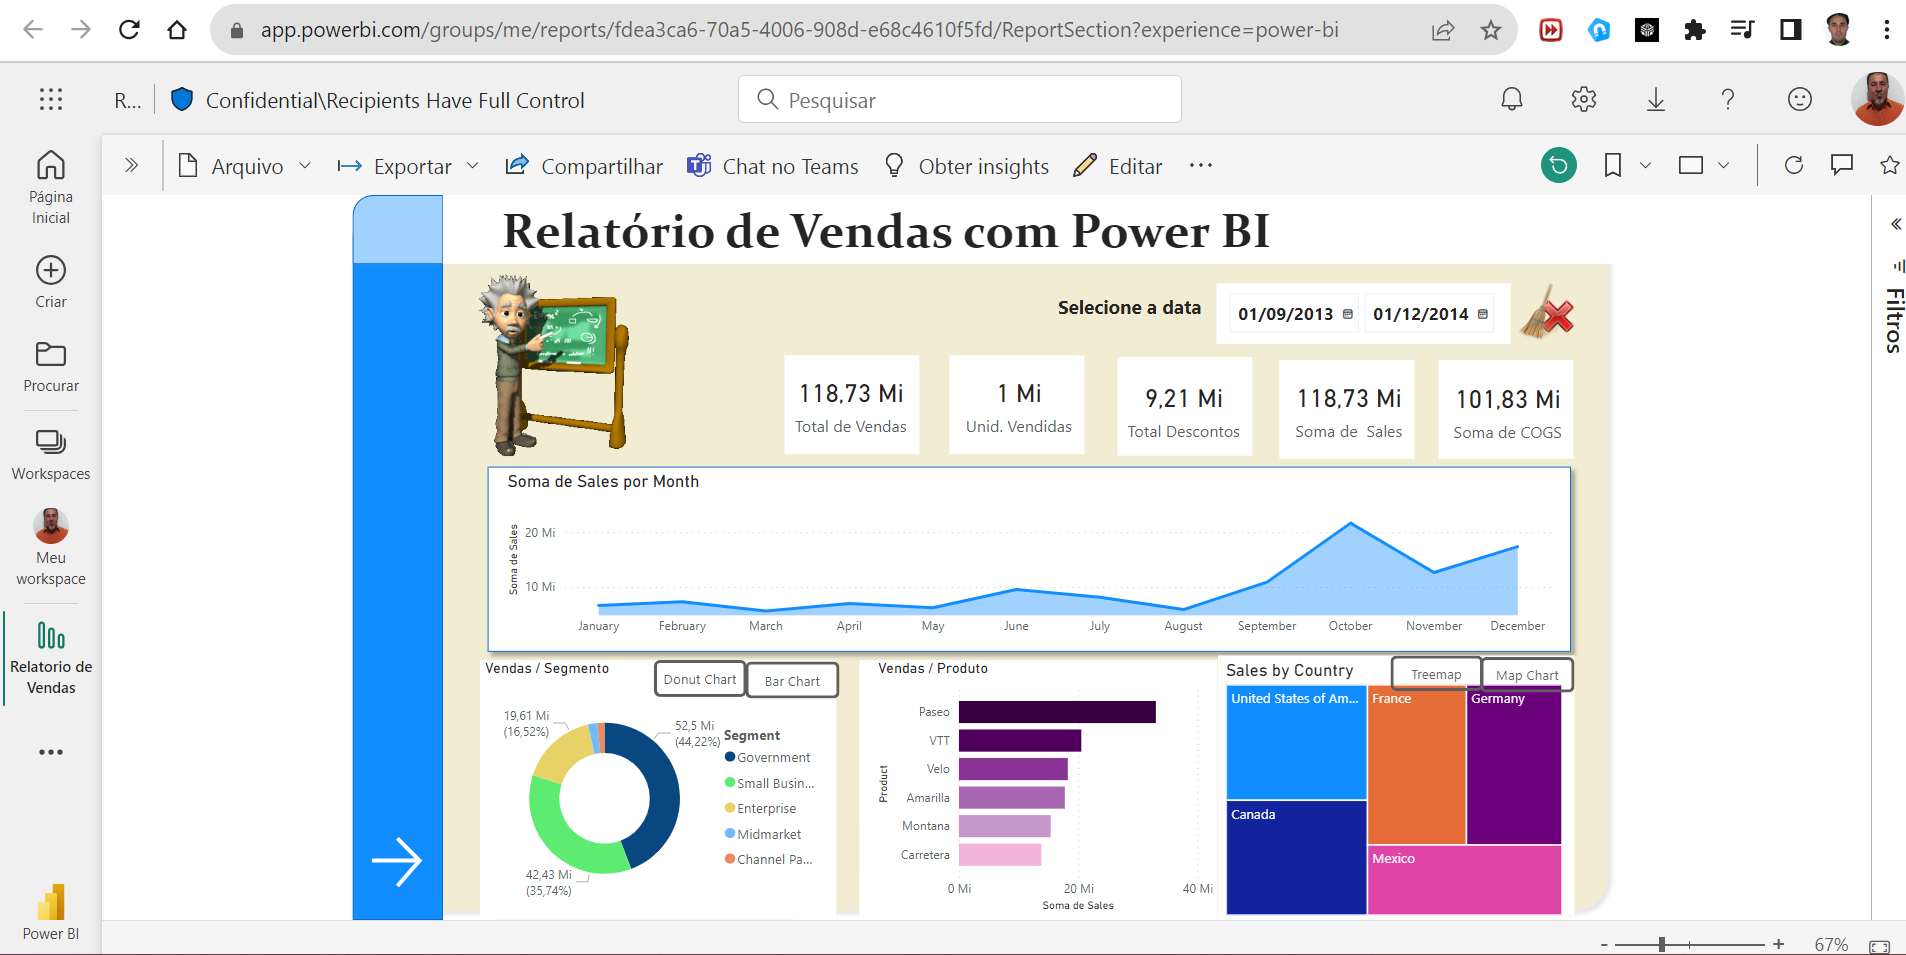 app.powerbi.com/groups/me/reports/fdea3ca6-70a5-4006-908d-e68c4610f5fd/ReportSection?experience=power-bi
R... Confidential\Recipients Have Full Control
Pesquisar
Arquivo Exportar Compartilhar Chat no Teams Obter insights Editar
Página
Inicial
Criar
Procurar
Workspaces
Meu
workspace
Relatorio de
Vendas
Power BI
Relatório de Vendas com Power BI
Selecione a data
01/09/2013 01/12/2014
118,73 Mi
Total de Vendas
1 Mi
Unid. Vendidas
9,21 Mi
Total Descontos
118,73 Mi
Soma de Sales
101,83 Mi
Soma de COGS
Soma de Sales por Month
Soma de Sales
20 Mi
10 Mi
January February March April May June July August September October November December
Vendas / Segmento
Donut Chart Bar Chart
19,61 Mi
(16,52%)
52,5 Mi
(44,22%)
42,43 Mi
(35,74%)
Segment
Government
Small Busin...
Enterprise
Midmarket
Channel Pa...
Vendas / Produto
Product
Paseo
VTT
Velo
Amarilla
Montana
Carretera
0 Mi 20 Mi 40 Mi
Soma de Sales
Sales by Country
Treemap Map Chart
United States of Am...
France
Germany
Canada
Mexico
Filtros
- + 67%